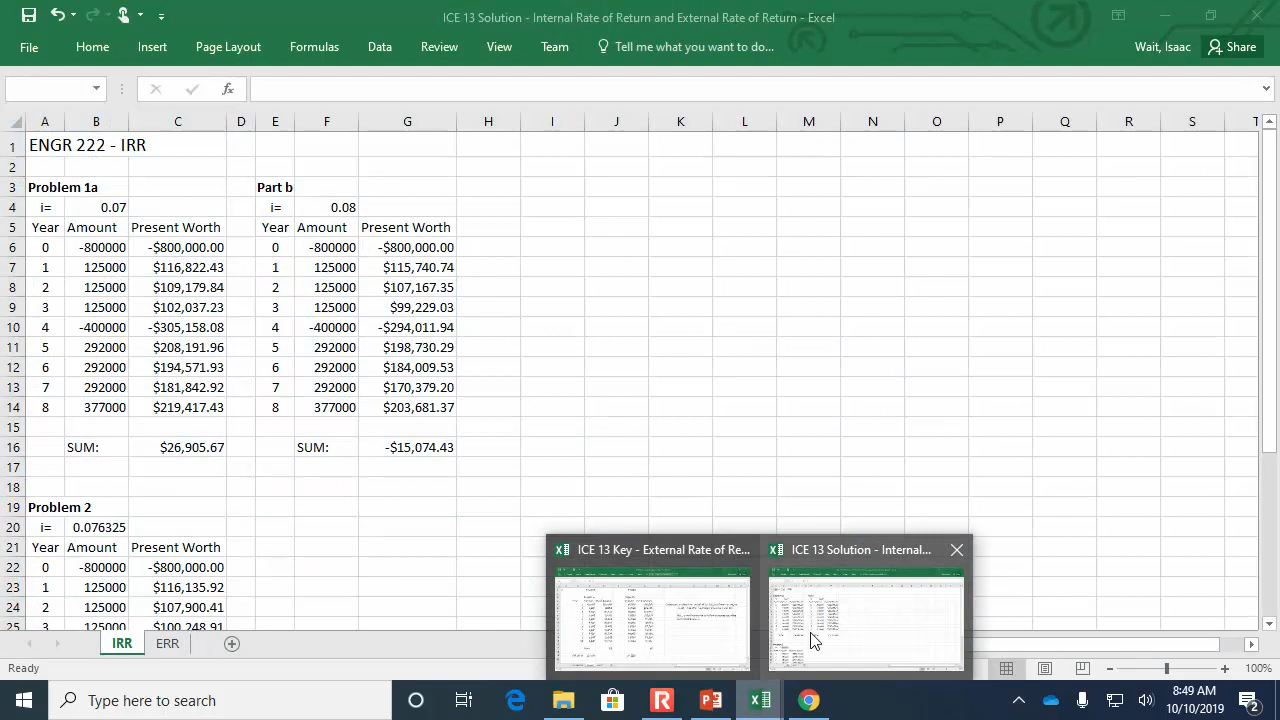 ICE 13 Solution - Internal Rate of Return and External Rate of Return - Excel
File Home Insert Page Layout Formulas Data Review View Team Tell me what you want to do... Wait, Isaac Share
fx
A B C D E F G H I J K L M N O P Q R S T
1 ENGR 222 - IRR
2
3 Problem 1a Part b
4 i= 0.07 i= 0.08
5 Year Amount Present Worth Year Amount Present Worth
6 0 -800000 -$800,000.00 0 -800000 -$800,000.00
7 1 125000 $116,822.43 1 125000 $115,740.74
8 2 125000 $109,179.84 2 125000 $107,167.35
9 3 125000 $102,037.23 3 125000 $99,229.03
10 4 -400000 -$305,158.08 4 -400000 -$294,011.94
11 5 292000 $208,191.96 5 292000 $198,730.29
12 6 292000 $194,571.93 6 292000 $184,009.53
13 7 292000 $181,842.92 7 292000 $170,379.20
14 8 377000 $219,417.43 8 377000 $203,681.37
15
16 SUM: $26,905.67 SUM: -$15,074.43
17
18
19 Problem 2
20 i= 0.076325
21 Year Amount Present Worth
22 0 -800000 -$800,000.00
23 1 125000 $116,135.92
24 2 125000 $107,900.41
25 3 125000 $100,248.91
ICE 13 Key - External Rate of Re... ICE 13 Solution - Internal...
IRR ERR
Ready 100%
Type here to search
8:49 AM
10/10/2019
2